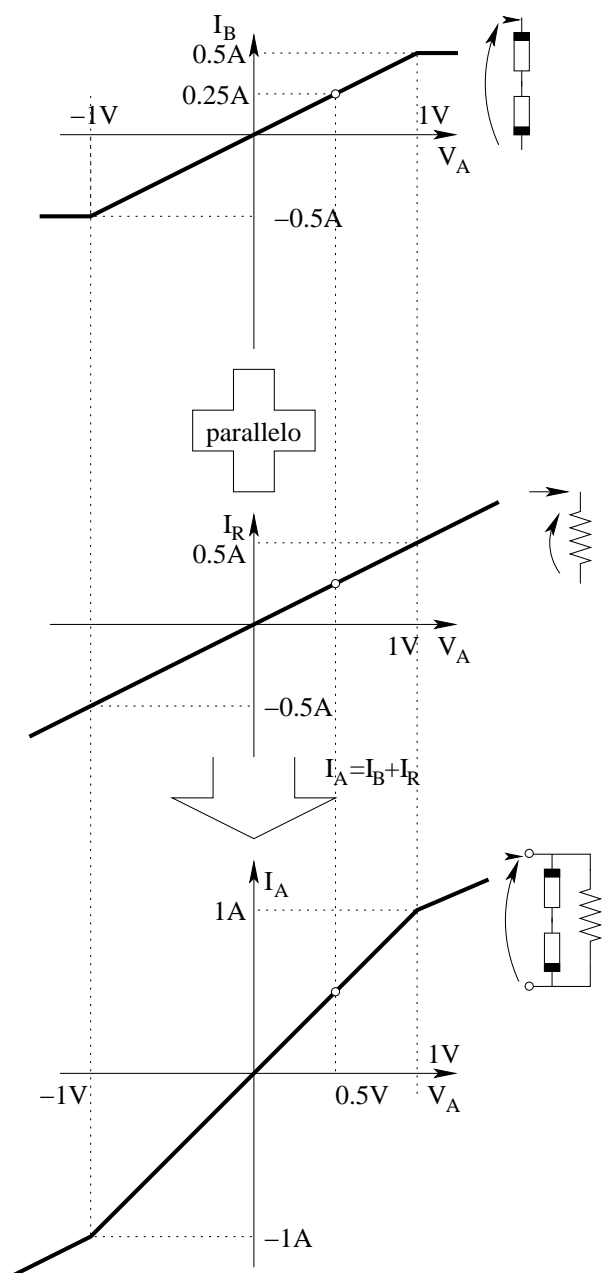 I_B
0.5A
0.25A
−1V
1V
V_A
−0.5A
parallelo
I_R
0.5A
1V V_A
−0.5A
I_A=I_B+I_R
I_A
1A
1V
−1V
0.5V
V_A
−1A